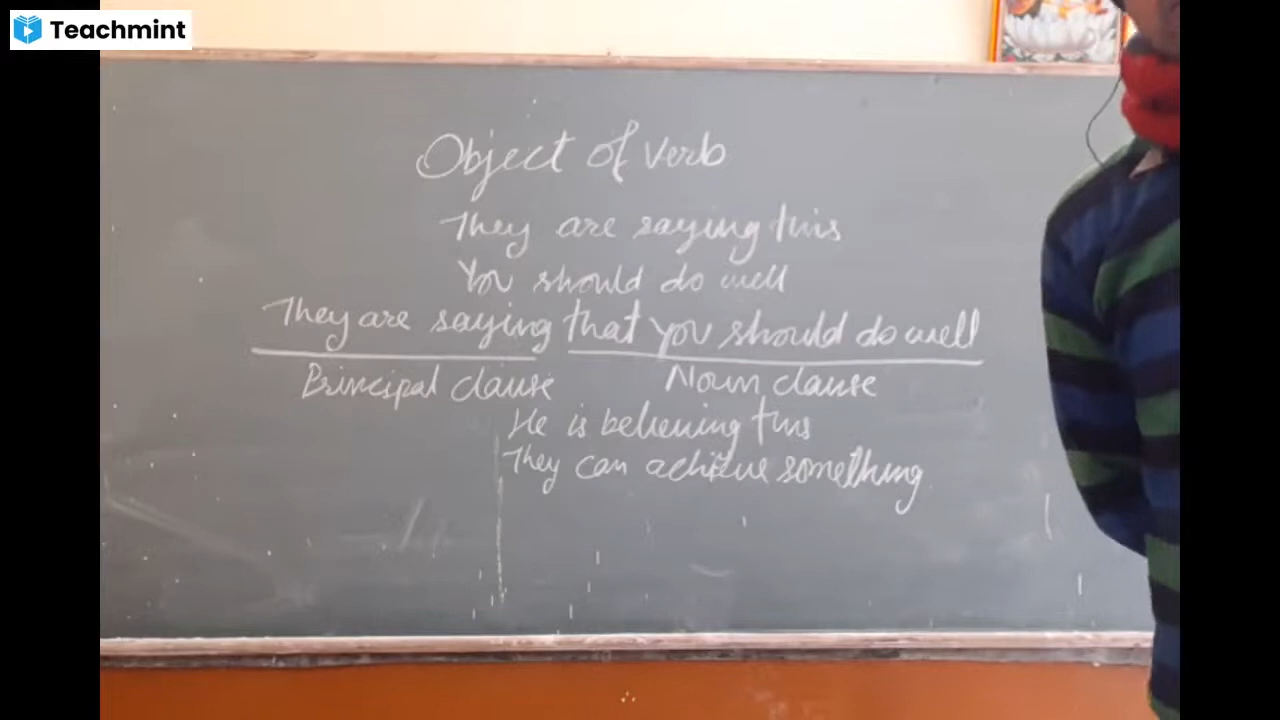 Teachmint
Object of verb
They are saying this
You should do well
They are saying that you should do well
Principal clause Noun clause
He is believing this
They can achieve something